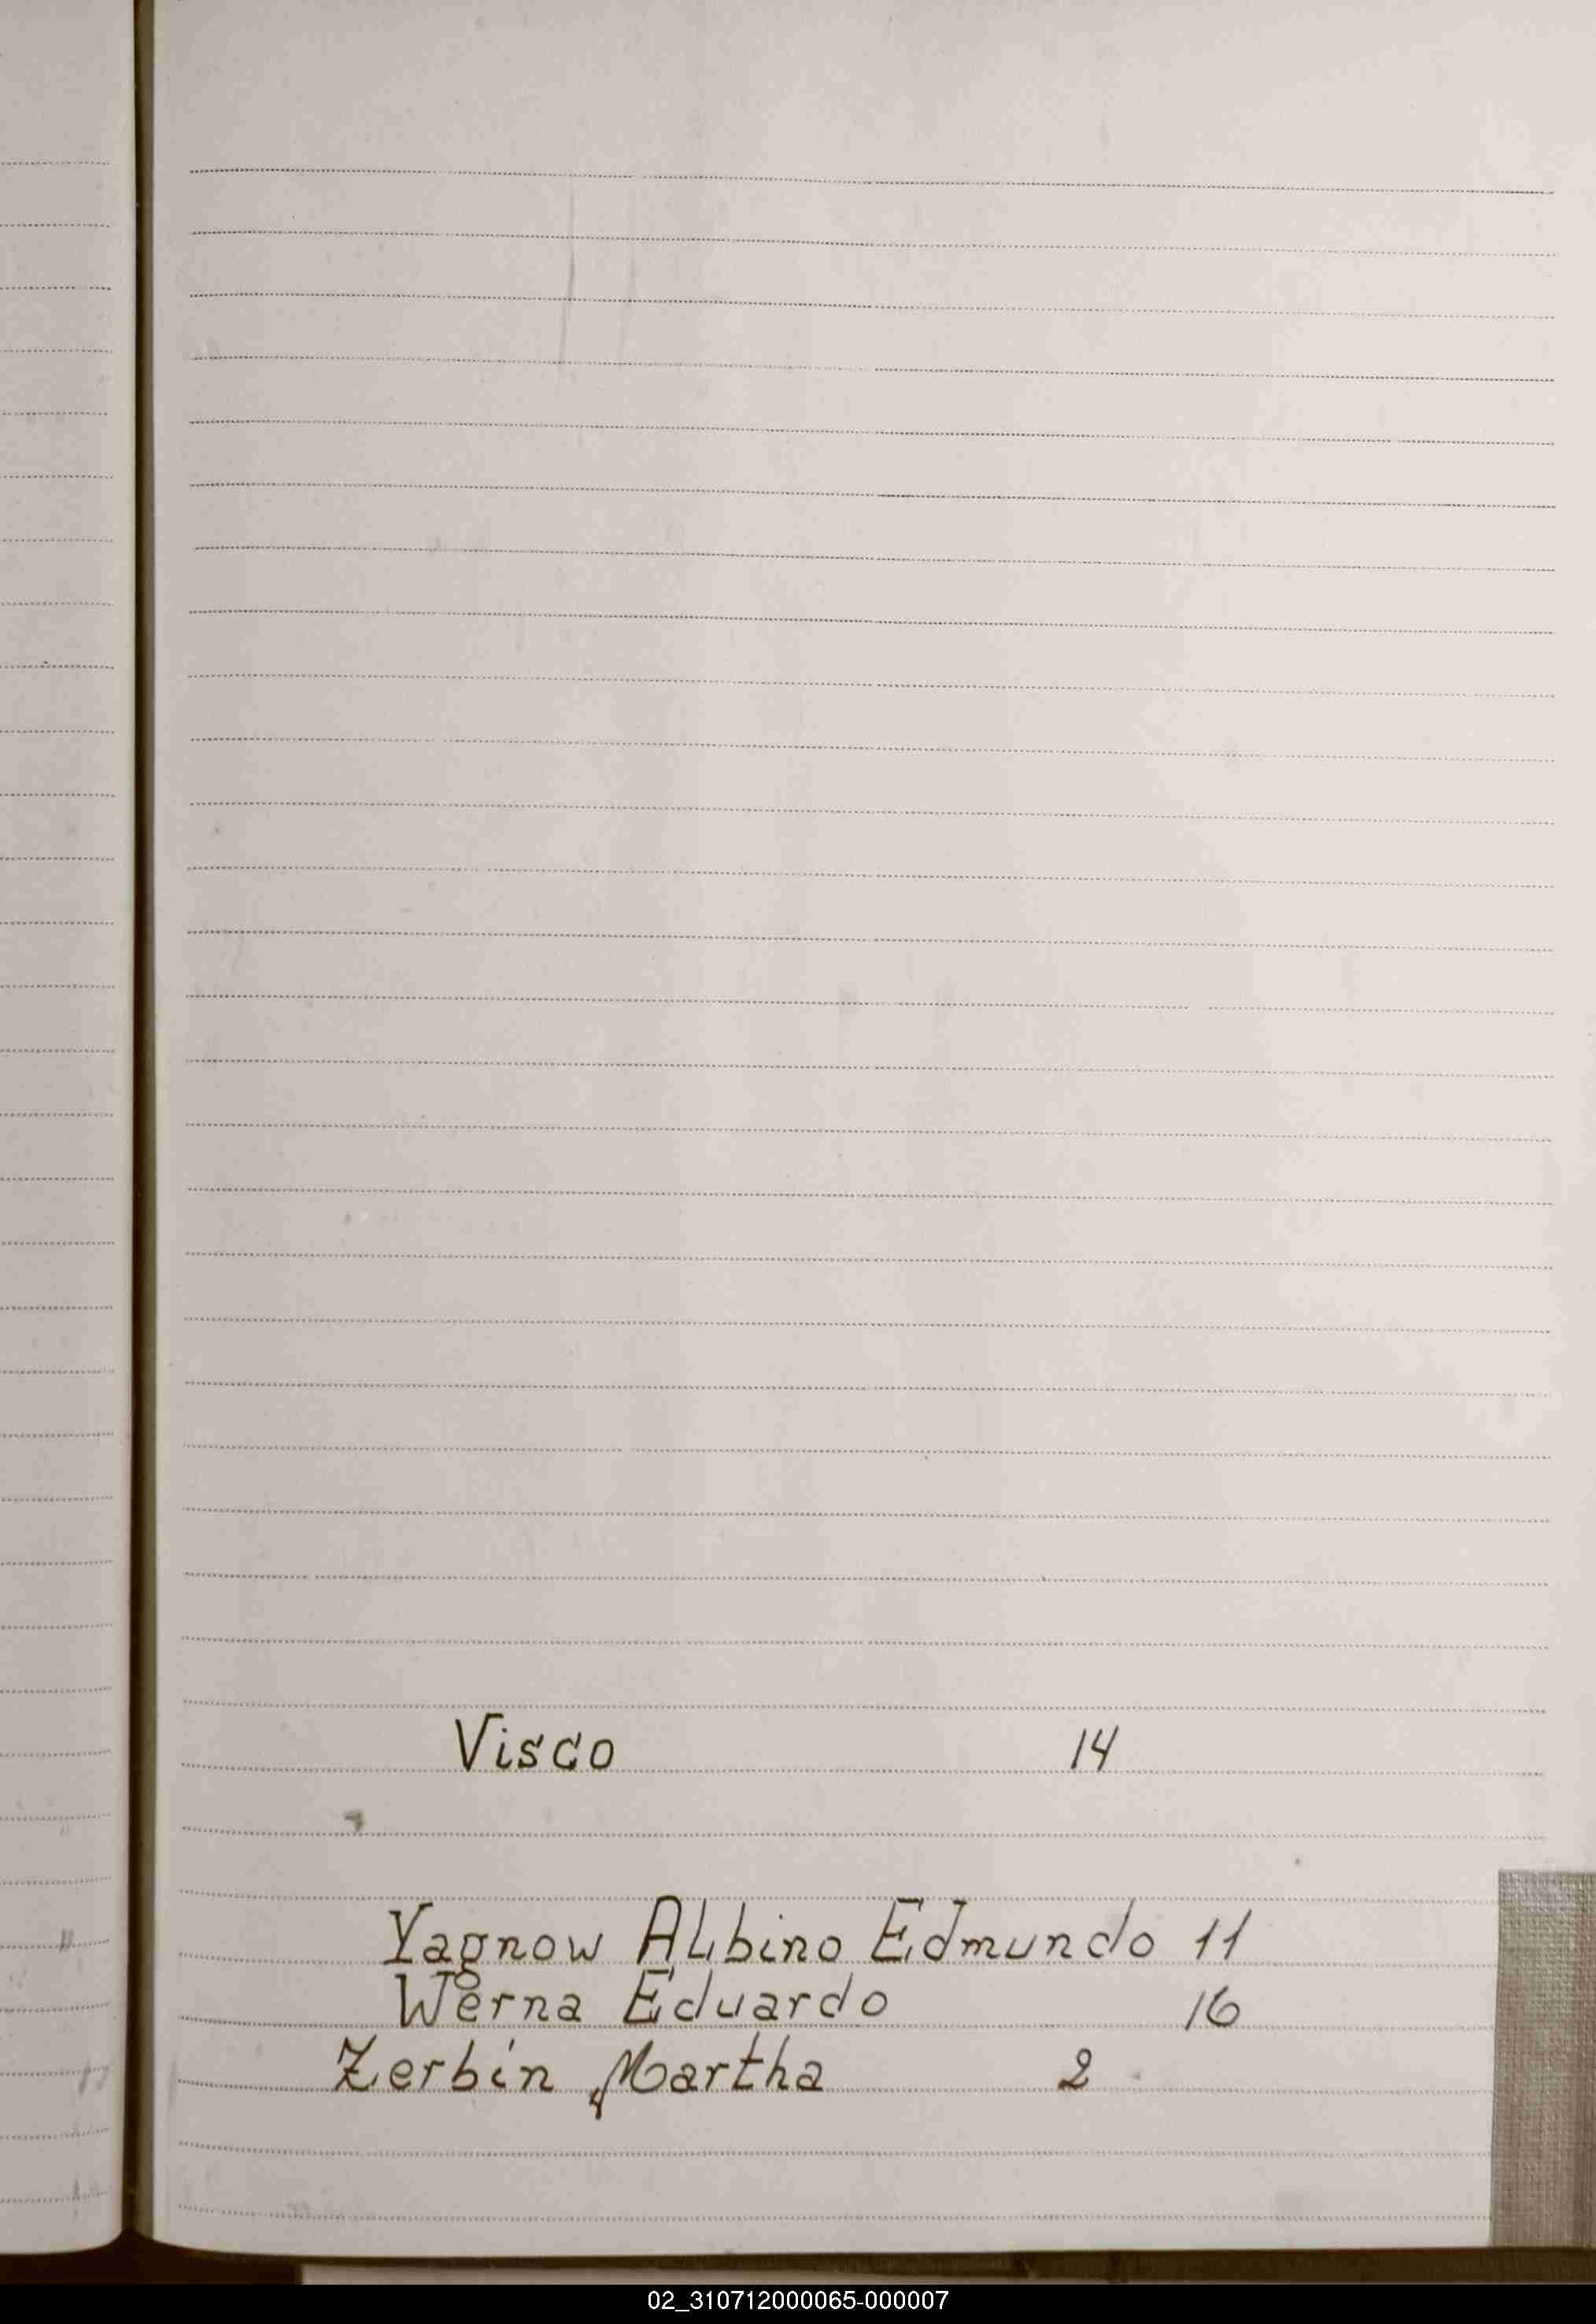 Visco 14
Yagnow Albino Edmundo 11
Werna Eduardo 16
Zerbin Martha 2
02_310712000065-000007